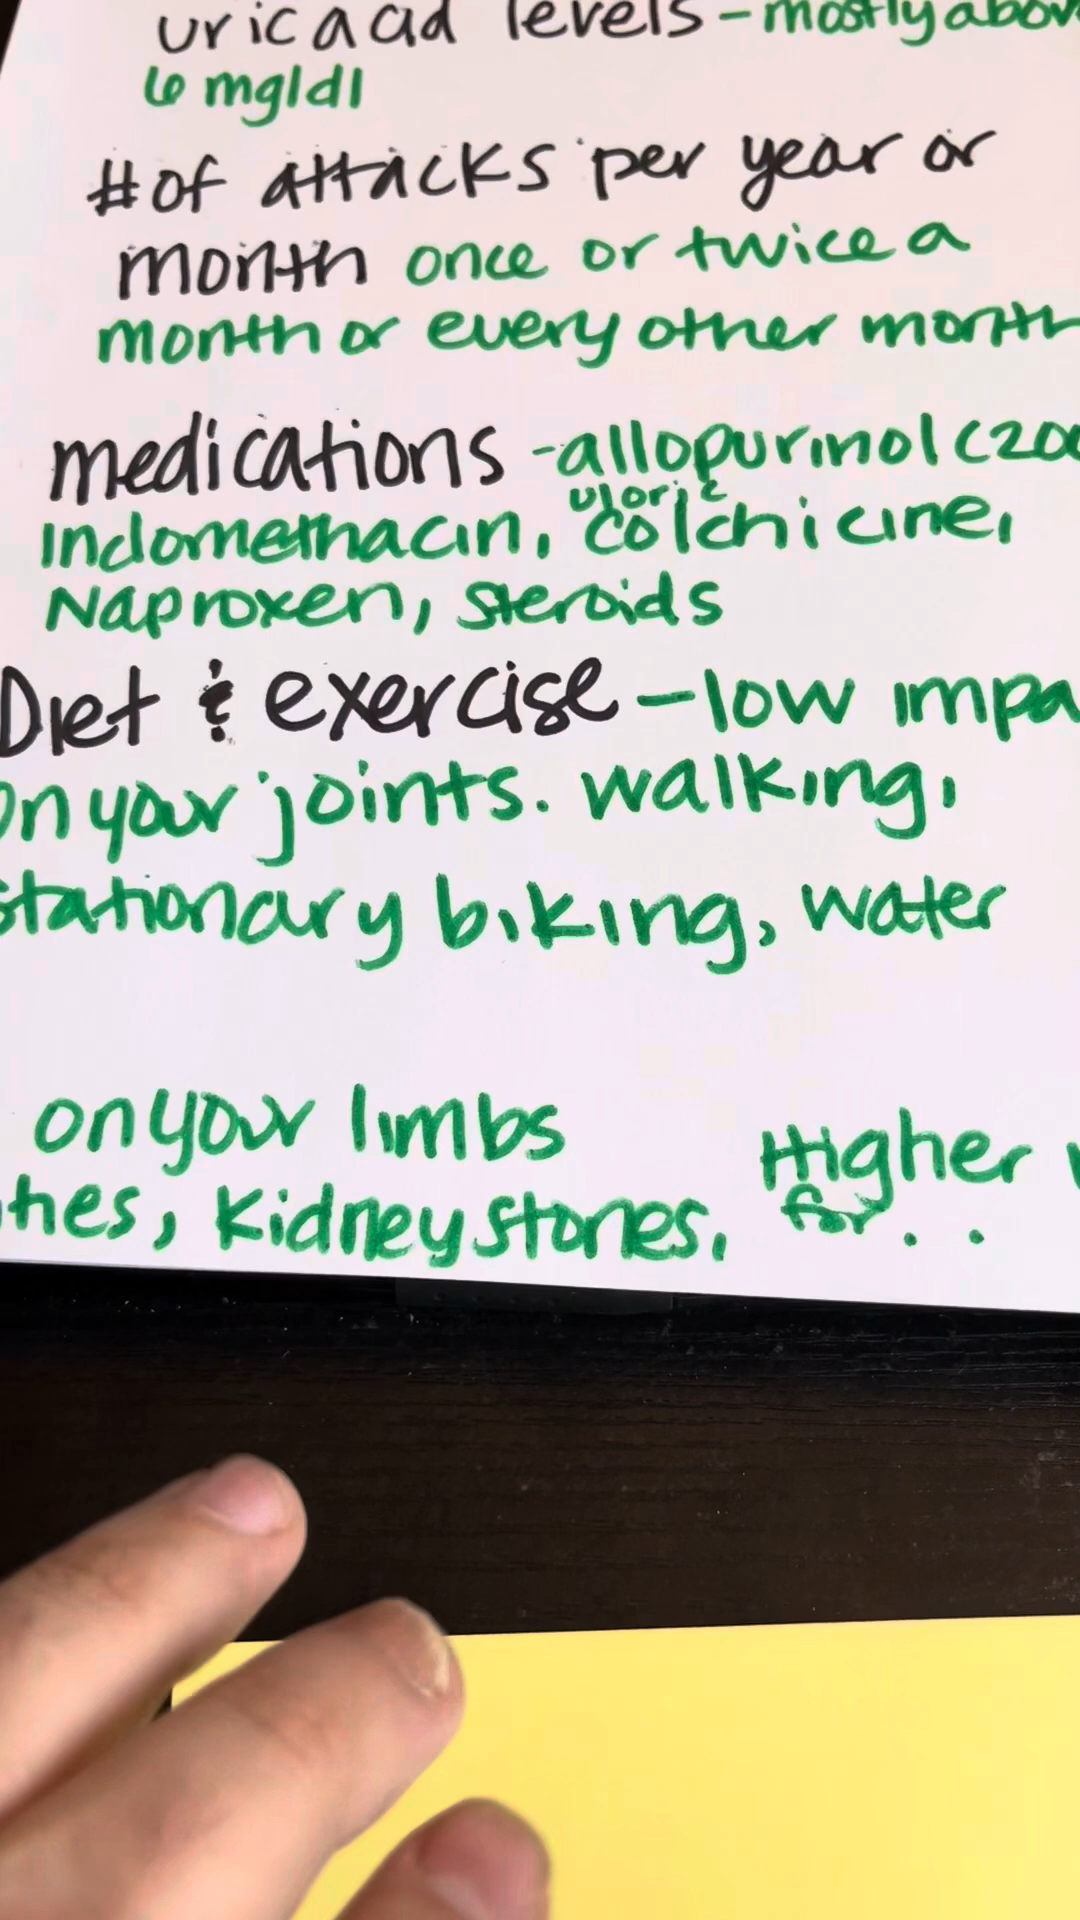 uric acid levels - mostly abov
6 mg/dl
# of attacks per year or
month once or twice a
month or every other month
medications - allopurinol (200
uloric
Indomethacin, colchicine,
Naproxen, steroids
Diet & exercise - low impa
on your joints. walking,
stationary biking, water
on your limbs
Higher
for . .
ties, kidney stones,